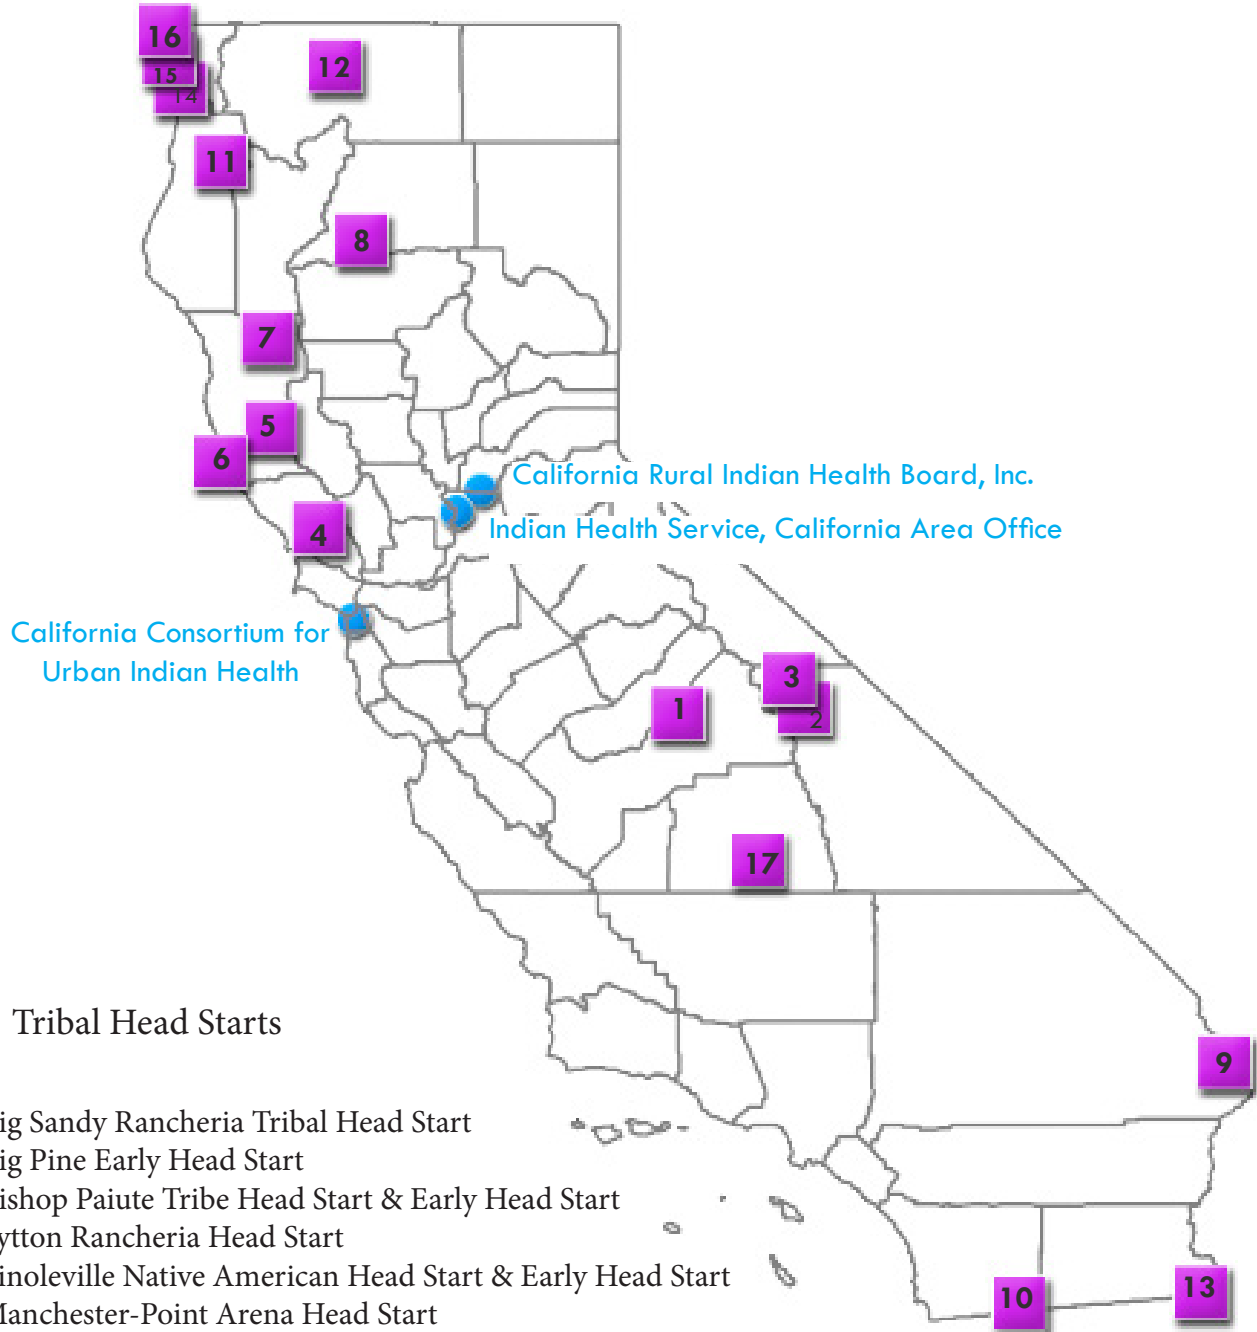 16
15
14
12
11
8
7
5
6
4
California Rural Indian Health Board, Inc.
Indian Health Service, California Area Office
California Consortium for
Urban Indian Health
3
2
1
17
9
10
13
Tribal Head Starts
ig Sandy Rancheria Tribal Head Start
ig Pine Early Head Start
ishop Paiute Tribe Head Start & Early Head Start
ytton Rancheria Head Start
inoleville Native American Head Start & Early Head Start
Manchester-Point Arena Head Start